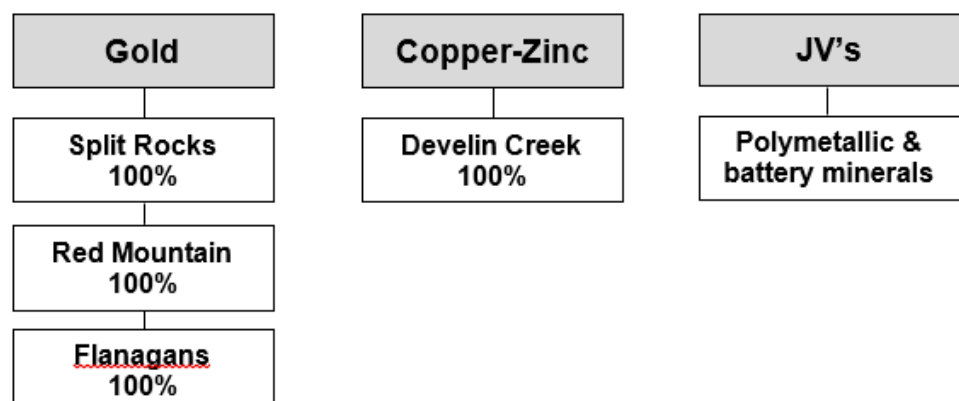 Gold
Split Rocks
100%
Red Mountain
100%
Flanagans
100%
Copper-Zinc
Develin Creek
100%
JV's
Polymetallic &
battery minerals